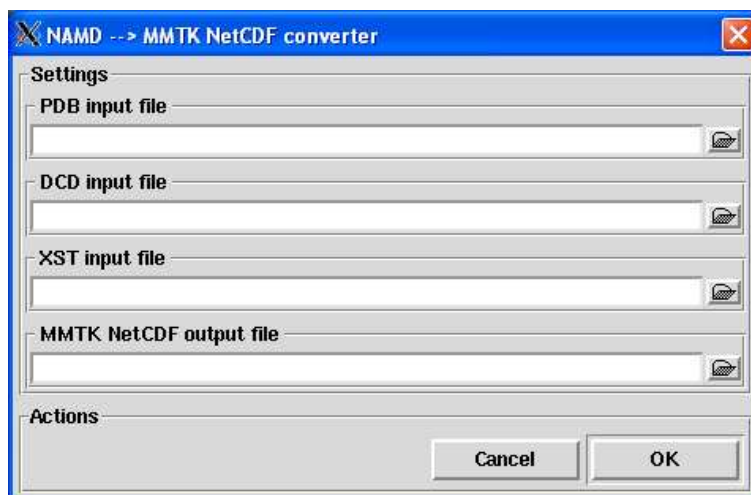 NAMD --> MMTK NetCDF converter
Settings
PDB input file
DCD input file
XST input file
MMTK NetCDF output file
Actions
Cancel OK